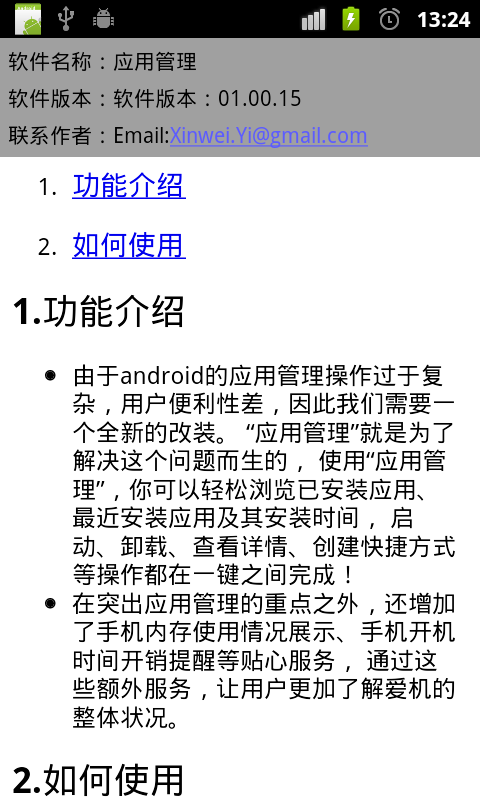 13:24
软件名称：应用管理
软件版本：软件版本：01.00.15
联系作者：Email:Xinwei.Yi@gmail.com
1. 功能介绍
2. 如何使用
1.功能介绍
由于android的应用管理操作过于复
杂，用户便利性差，因此我们需要一
个全新的改装。 “应用管理”就是为了
解决这个问题而生的， 使用“应用管
理”，你可以轻松浏览已安装应用、
最近安装应用及其安装时间， 启
动、卸载、查看详情、创建快捷方式
等操作都在一键之间完成！
在突出应用管理的重点之外，还增加
了手机内存使用情况展示、手机开机
时间开销提醒等贴心服务， 通过这
些额外服务，让用户更加了解爱机的
整体状况。
2.如何使用